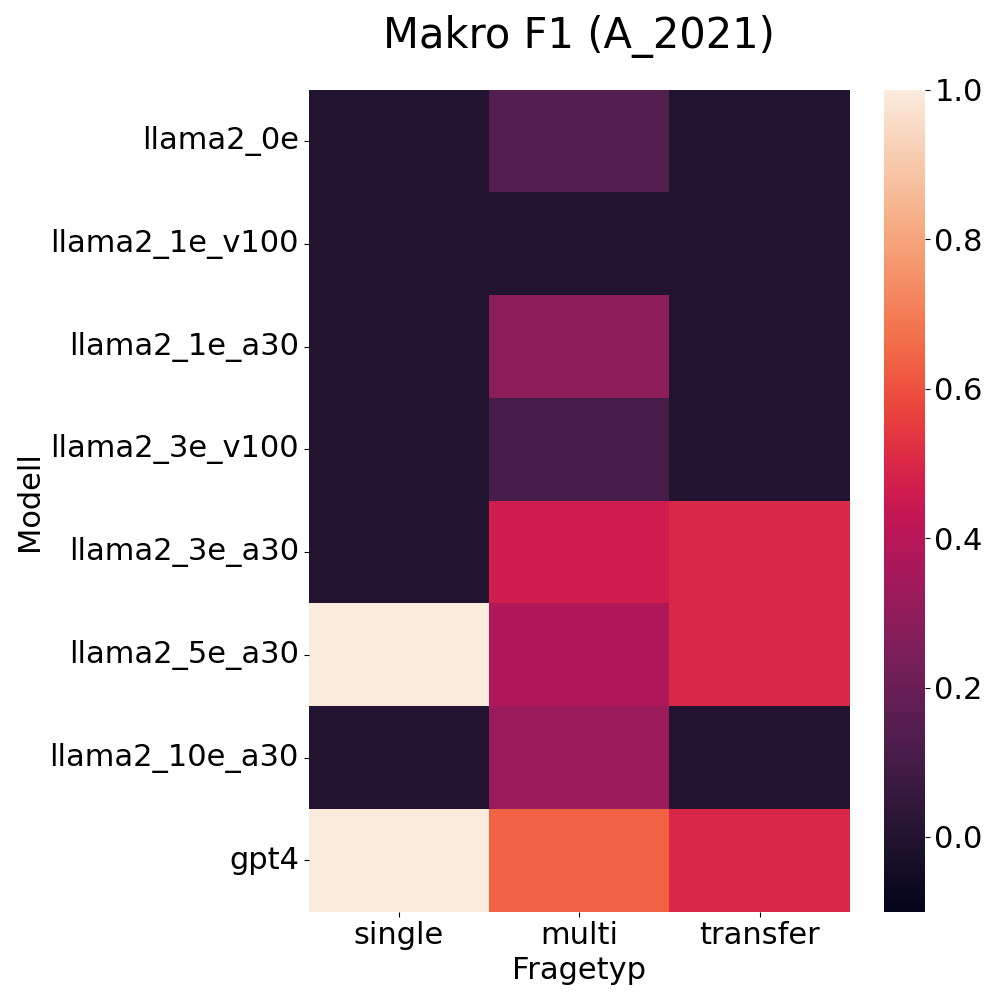 Makro F1 (A_2021)
Modell
llama2_0e
llama2_1e_v100
llama2_1e_a30
llama2_3e_v100
llama2_3e_a30
llama2_5e_a30
llama2_10e_a30
gpt4
single multi transfer
Fragetyp
1.0
0.8
0.6
0.4
0.2
0.0